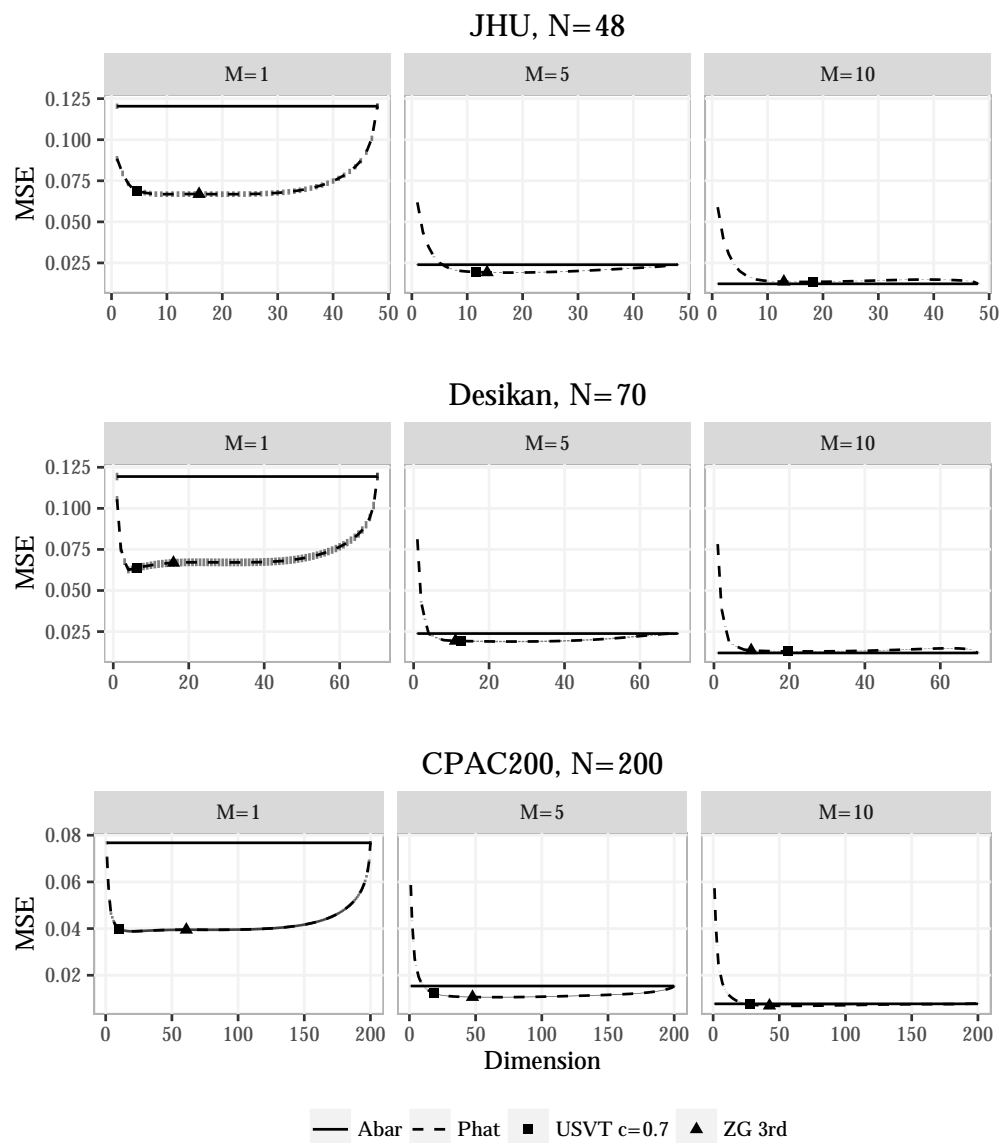 JHU, N=48
M=1 M=5 M=10
MSE
0.125
0.100
0.075
0.050
0.025
0 10 20 30 40 50 0 10 20 30 40 50 0 10 20 30 40 50
Desikan, N=70
M=1 M=5 M=10
MSE
0.125
0.100
0.075
0.050
0.025
0 20 40 60 0 20 40 60 0 20 40 60
CPAC200, N=200
M=1 M=5 M=10
MSE
0.08
0.06
0.04
0.02
0 50 100 150 200 0 50 100 150 200 0 50 100 150 200
Dimension
Abar Phat USVT c=0.7 ZG 3rd